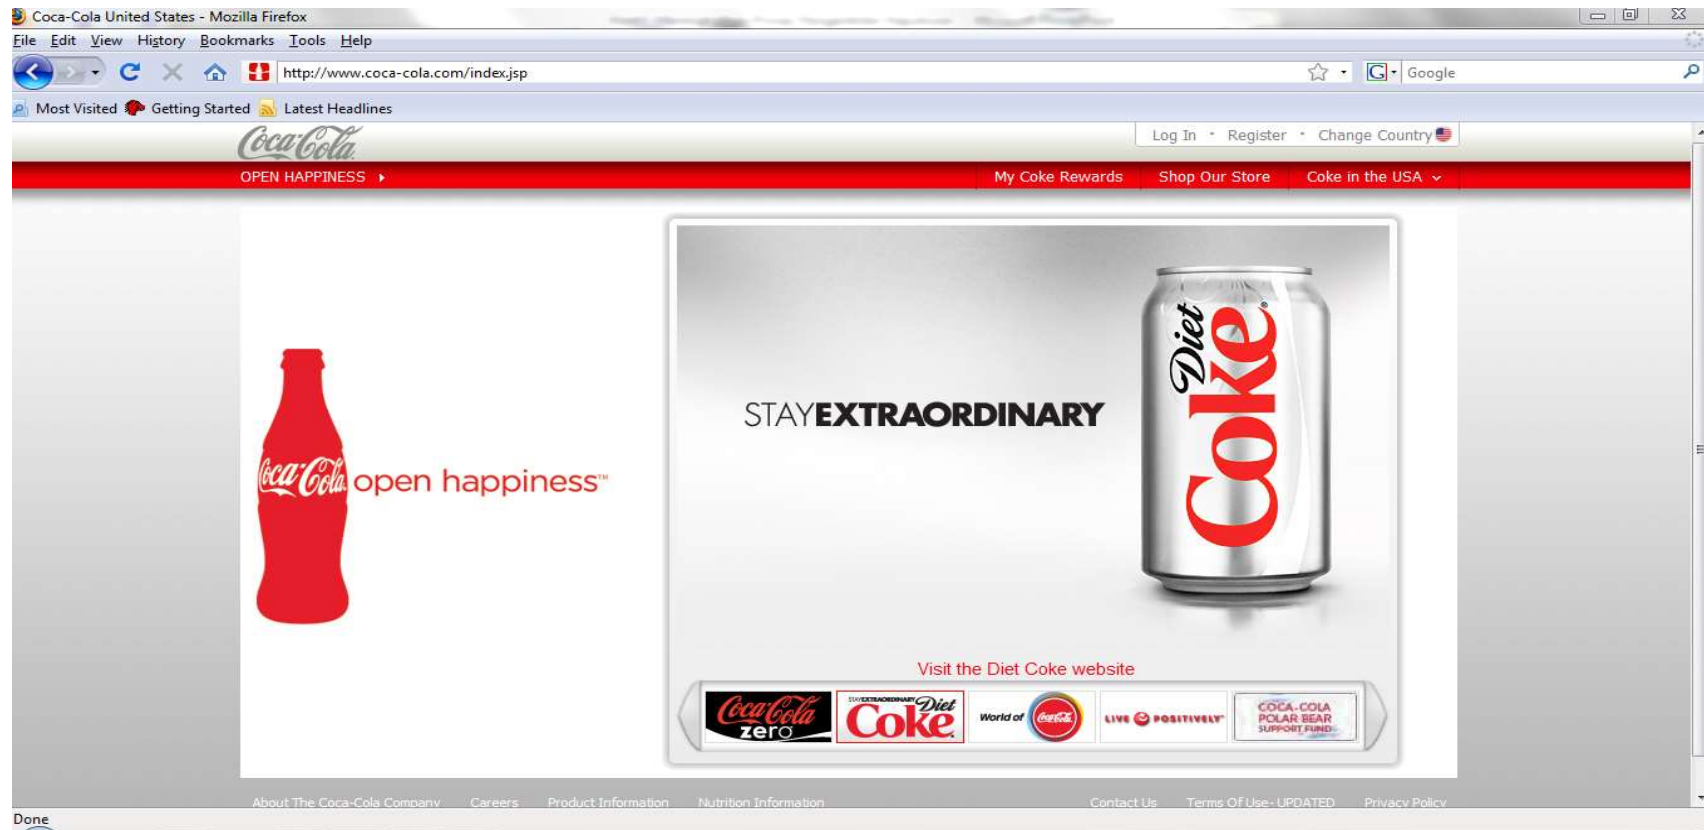 Coca-Cola United States - Mozilla Firefox
File Edit View History Bookmarks Tools Help
http://www.coca-cola.com/index.jsp
G Google
Most Visited Getting Started Latest Headlines
Coca-Cola
Log In Register Change Country
OPEN HAPPINESS
My Coke Rewards Shop Our Store Coke in the USA
Coca-Cola open happiness™
STAYEXTRAORDINARY
Diet Coke®
Visit the Diet Coke website
Coca-Cola zero
STAYEXTRAORDINARY Diet Coke
World of Coca-Cola
LIVE POSITIVELY™
COCA-COLA
POLAR BEAR
SUPPORT FUND
About The Coca-Cola Company Careers Product Information Nutrition Information Contact Us Terms Of Use- UPDATED Privacy Policy
Done